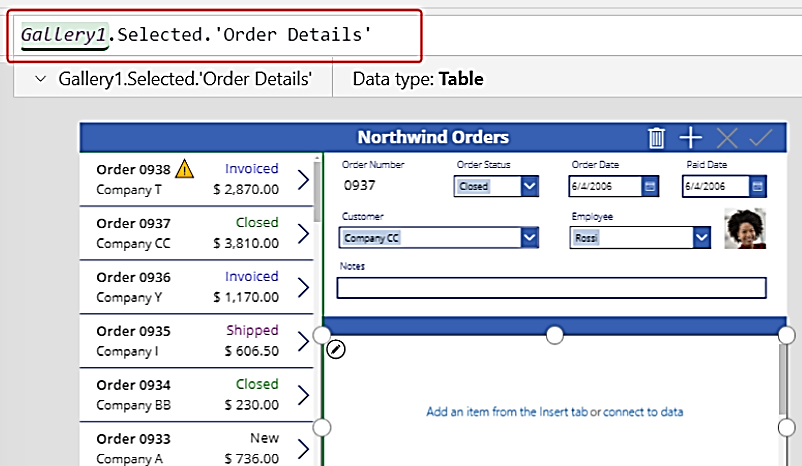 Gallery1.Selected.'Order Details'
Gallery1.Selected.'Order Details' Data type: Table
Northwind Orders
Order 0938 Invoiced
Company T $ 2,870.00
Order 0937 Closed
Company CC $ 3,810.00
Order 0936 Invoiced
Company Y $ 1,170.00
Order 0935 Shipped
Company I $ 606.50
Order 0934 Closed
Company BB $ 230.00
Order 0933 New
Company A $ 736.00
Order Number Order Status Order Date Paid Date
0937 Closed 6/4/2006 6/4/2006
Customer Employee
Company CC Rossi
Notes
Add an item from the Insert tab or connect to data